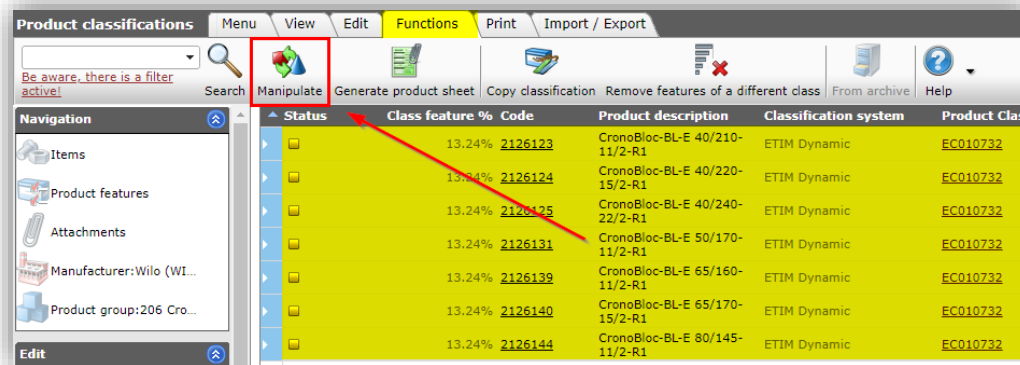 Product classifications Menu View Edit Functions Print Import / Export
Be aware, there is a filter
active!
Search Manipulate Generate product sheet Copy classification Remove features of a different class From archive Help
Navigation
Items
Product features
Attachments
Manufacturer:Wilo (WI...
Product group:206 Cro...
Edit
Status Class feature % Code Product description Classification system Product Clas
13.24% 2126123 CronoBloc-BL-E 40/210- ETIM Dynamic EC010732
11/2-R1
13.24% 2126124 CronoBloc-BL-E 40/220- ETIM Dynamic EC010732
15/2-R1
13.24% 2126125 CronoBloc-BL-E 40/240- ETIM Dynamic EC010732
22/2-R1
13.24% 2126131 CronoBloc-BL-E 50/170- ETIM Dynamic EC010732
11/2-R1
13.24% 2126139 CronoBloc-BL-E 65/160- ETIM Dynamic EC010732
11/2-R1
13.24% 2126140 CronoBloc-BL-E 65/170- ETIM Dynamic EC010732
15/2-R1
13.24% 2126144 CronoBloc-BL-E 80/145- ETIM Dynamic EC010732
11/2-R1